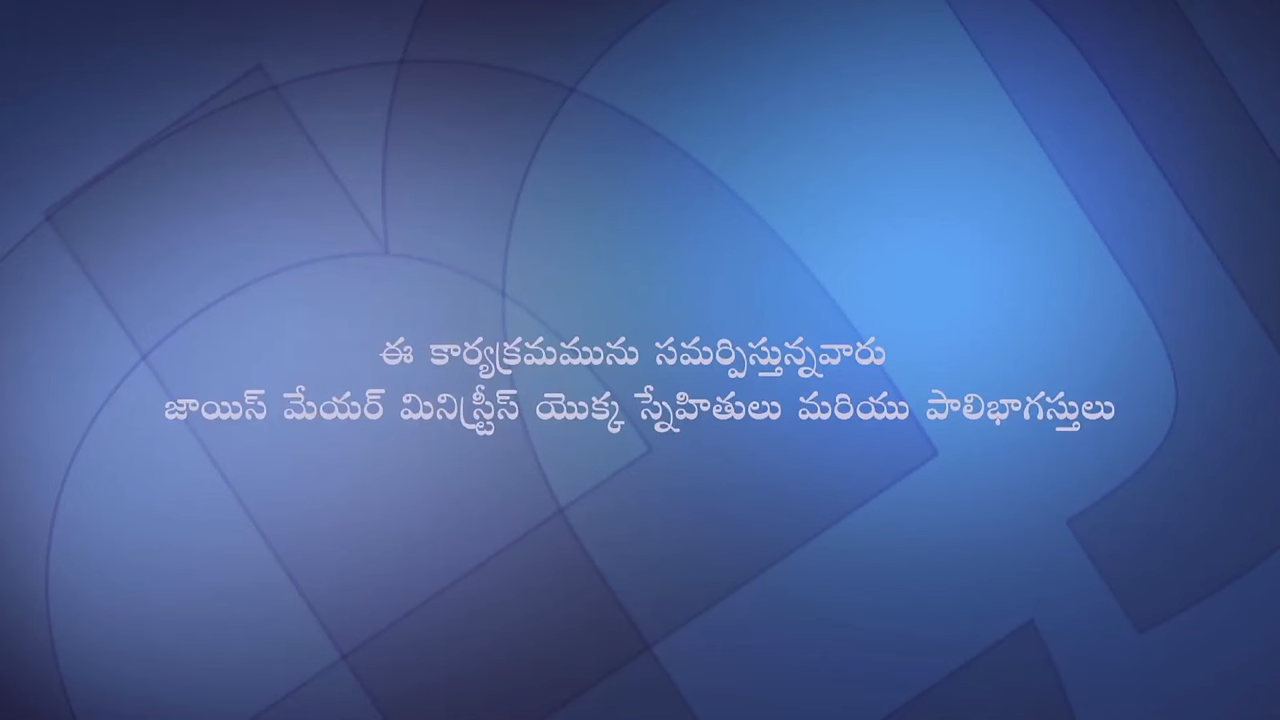 ఈ కార్యక్రమమును సమర్పిస్తున్నవారు
జాయిస్ మేయర్ మినిస్ట్రీస్ యొక్క స్నేహితులు మరియు పాలిభాగస్తులు